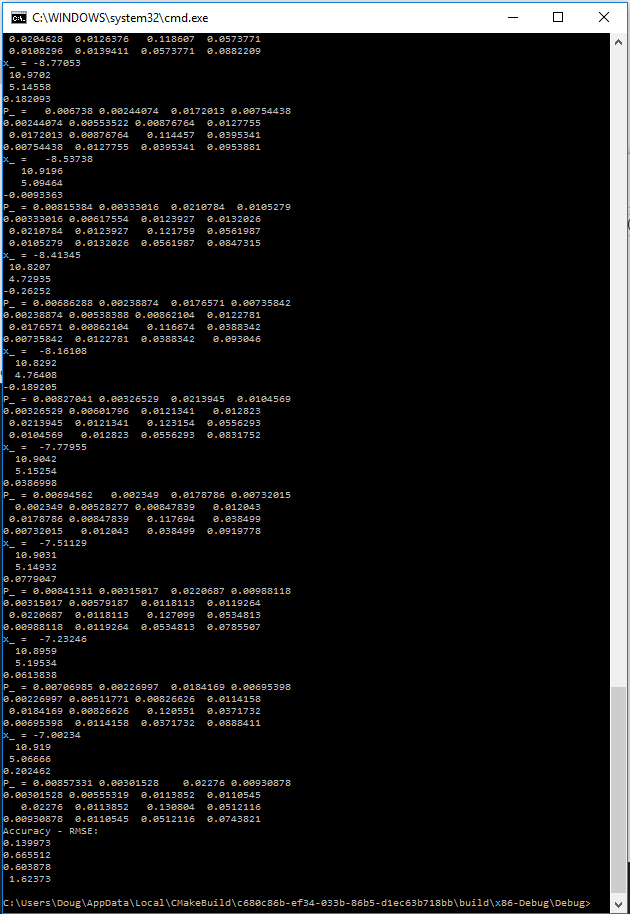 C:\WINDOWS\system32\cmd.exe
0.0204628 0.0126376 0.118607 0.0573771
0.0108296 0.0139411 0.0573771 0.0882209
x_ = -8.77053
10.9702
5.14558
0.182093
P_ = 0.006738 0.00244074 0.0172013 0.00754438
0.00244074 0.00553522 0.00876764 0.0127755
0.0172013 0.00876764 0.114457 0.0395341
0.00754438 0.0127755 0.0395341 0.0953881
x_ = -8.53738
10.9196
5.09464
-0.0093363
P_ = 0.00815384 0.00333016 0.0210784 0.0105279
0.00333016 0.00617554 0.0123927 0.0132026
0.0210784 0.0123927 0.121759 0.0561987
0.0105279 0.0132026 0.0561987 0.0847315
x_ = -8.41345
10.8207
4.72935
-0.26252
P_ = 0.00686288 0.00238874 0.0176571 0.00735842
0.00238874 0.00538388 0.00862104 0.0122781
0.0176571 0.00862104 0.116674 0.0388342
0.00735842 0.0122781 0.0388342 0.093046
x_ = -8.16108
10.8292
4.76408
-0.189205
P_ = 0.00827041 0.00326529 0.0213945 0.0104569
0.00326529 0.00601796 0.0121341 0.012823
0.0213945 0.0121341 0.123154 0.0556293
0.0104569 0.012823 0.0556293 0.0831752
x_ = -7.77955
10.9042
5.15254
0.0386998
P_ = 0.00694562 0.002349 0.0178786 0.00732015
0.002349 0.00528277 0.00847839 0.012043
0.0178786 0.00847839 0.117694 0.038499
0.00732015 0.012043 0.038499 0.0919778
x_ = -7.51129
10.9031
5.14932
0.0779047
P_ = 0.00841311 0.00315017 0.0220687 0.00988118
0.00315017 0.00579187 0.0118113 0.0119264
0.0220687 0.0118113 0.127099 0.0534813
0.00988118 0.0119264 0.0534813 0.0785507
x_ = -7.23246
10.8959
5.19534
0.0613838
P_ = 0.00706985 0.00226997 0.0184169 0.00695398
0.00226997 0.00511771 0.00826626 0.0114158
0.0184169 0.00826626 0.120551 0.0371732
0.00695398 0.0114158 0.0371732 0.0888411
x_ = -7.00234
10.919
5.06666
0.202462
P_ = 0.00857331 0.00301528 0.02276 0.00930878
0.00301528 0.00555319 0.0113852 0.0110545
0.02276 0.0113852 0.130804 0.0512116
0.00930878 0.0110545 0.0512116 0.0743821
Accuracy - RMSE:
0.139973
0.665512
0.603878
1.62373
C:\Users\Doug\AppData\Local\CMakeBuild\c680c86b-ef34-033b-86b5-d1ec63b718bb\build\x86-Debug\Debug>